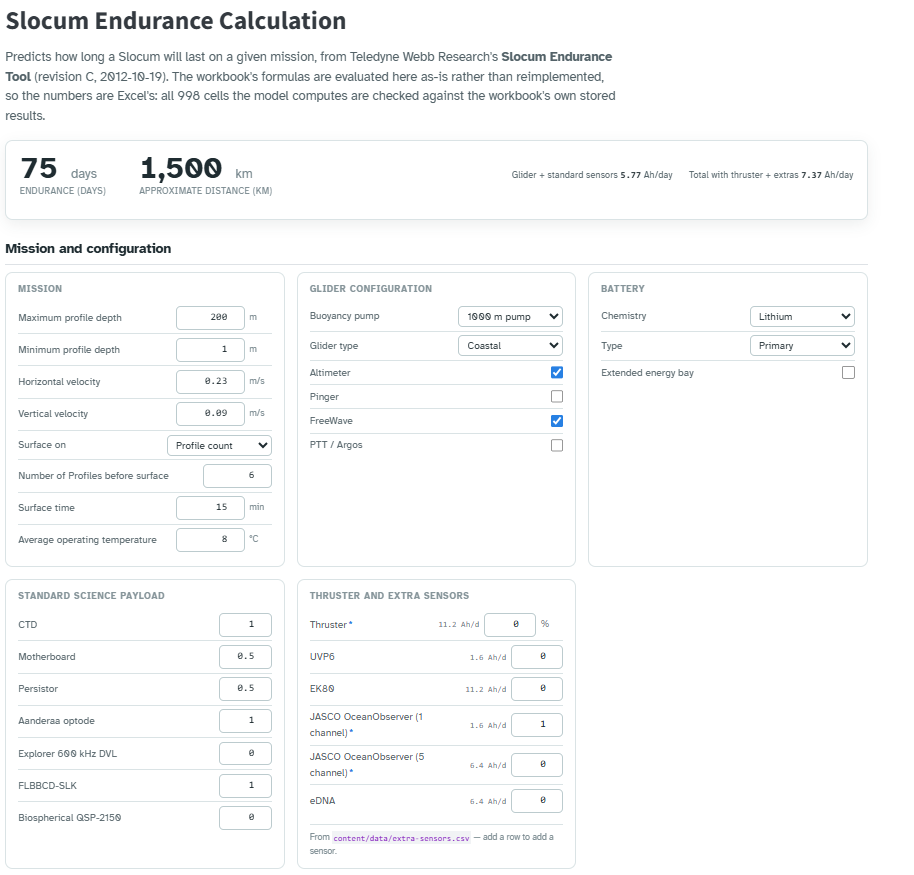 Slocum Endurance Calculation
Predicts how long a Slocum will last on a given mission, from Teledyne Webb Research's Slocum Endurance
Tool (revision C, 2012-10-19). The workbook's formulas are evaluated here as-is rather than reimplemented,
so the numbers are Excel's: all 998 cells the model computes are checked against the workbook's own stored
results.
75 days
ENDURANCE (DAYS)
1,500 km
APPROXIMATE DISTANCE (KM)
Glider + standard sensors 5.77 Ah/day
Total with thruster + extras 7.37 Ah/day
Mission and configuration
MISSION
Maximum profile depth 200 m
Minimum profile depth 1 m
Horizontal velocity 0.23 m/s
Vertical velocity 0.09 m/s
Surface on Profile count
Number of Profiles before surface 6
Surface time 15 min
Average operating temperature 8 °C
GLIDER CONFIGURATION
Buoyancy pump 1000 m pump
Glider type Coastal
Altimeter
Pinger
FreeWave
PTT / Argos
BATTERY
Chemistry Lithium
Type Primary
Extended energy bay
STANDARD SCIENCE PAYLOAD
CTD 1
Motherboard 0.5
Persistor 0.5
Aanderaa optode 1
Explorer 600 kHz DVL 0
FLBBCD-SLK 1
Biospherical QSP-2150 0
THRUSTER AND EXTRA SENSORS
Thruster* 11.2 Ah/d 0 %
UVP6 1.6 Ah/d 0
EK80 11.2 Ah/d 0
JASCO OceanObserver (1
channel)* 1.6 Ah/d 1
JASCO OceanObserver (5
channel)* 6.4 Ah/d 0
eDNA 6.4 Ah/d 0
From content/data/extra-sensors.csv — add a row to add a
sensor.